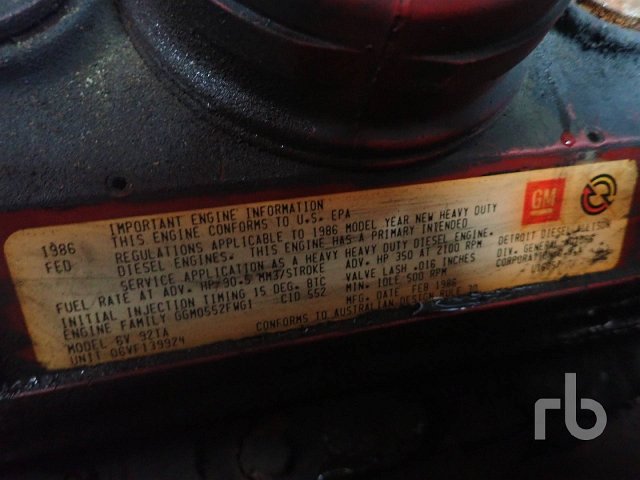 1986
FED
IMPORTANT ENGINE INFORMATION
THIS ENGINE CONFORMS TO U.S. EPA
REGULATIONS APPLICABLE TO 1986 MODEL YEAR NEW HEAVY DUTY
DIESEL ENGINES. THIS ENGINE HAS A PRIMARY INTENDED
SERVICE APPLICATION AS A HEAVY HEAVY DUTY DIESEL ENGINE.
FUEL RATE AT ADV. HP 90.5 MM3/STROKE ADV. HP 350 AT 2100 RPM
INITIAL INJECTION TIMING 15 DEG. BTC VALVE LASH .016 INCHES
ENGINE FAMILY GGM0552FWG1 CID 552 MIN. IDLE 500 RPM
MODEL 6V 92TA MFG. DATE FEB 1986
UNIT 06VF139924 CONFORMS TO AUSTRALIAN DESIGN RULE 30
GM
DETROIT DIESEL ALLISON
DIV. GENERAL
CORPORATION
rb